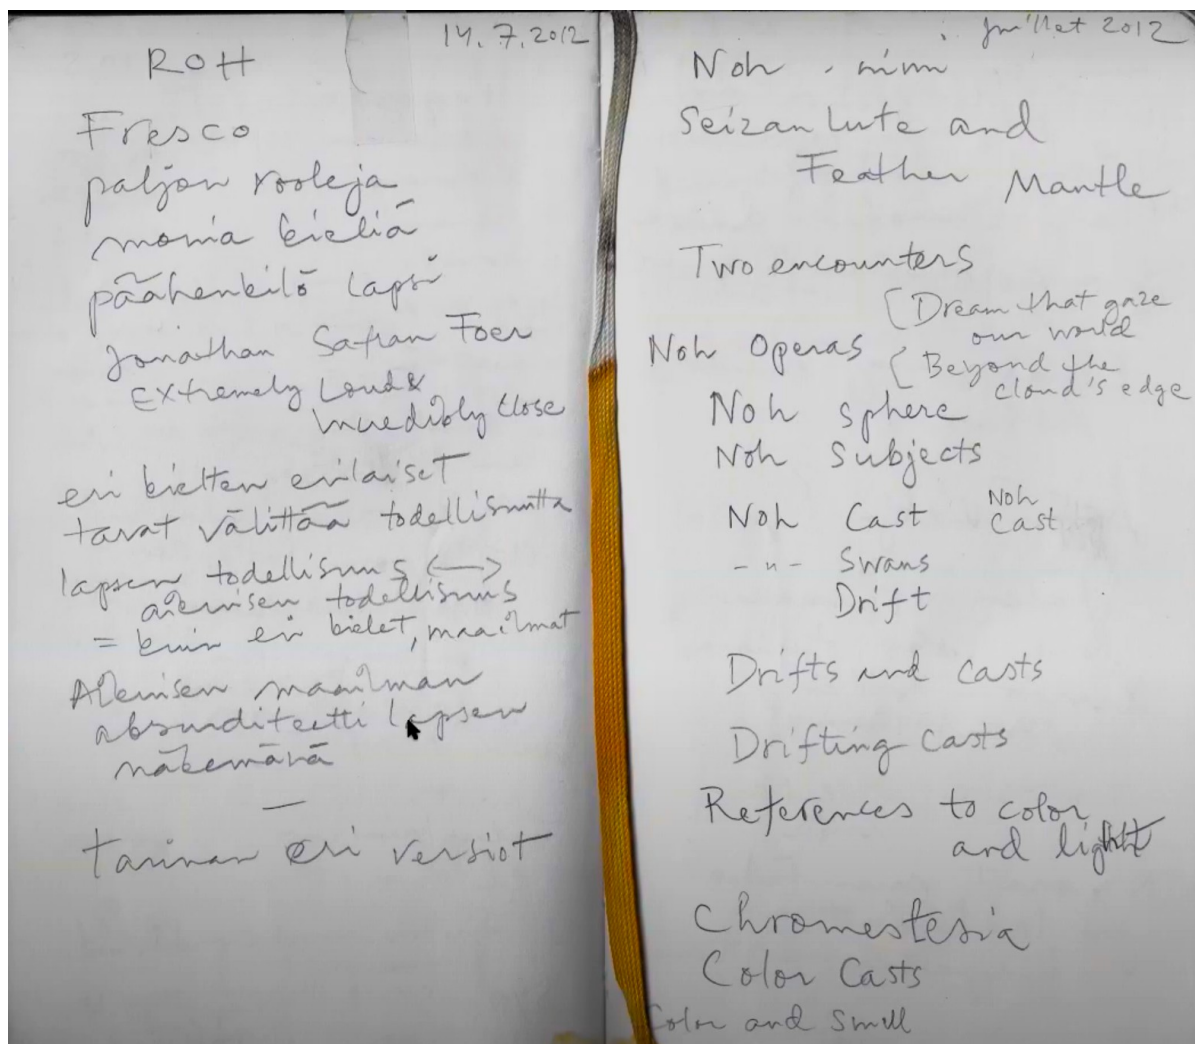 14.7.2012
ROH
Fresco
paljon rooleja
monia kieliä
päähenkilö lapsi
Jonathan Safran Foer
Extremely Loud &
Incredibly Close
eri kielten erilaiset
tavat välittää todellisuutta
lapsen todellisuus <—>
aikuisen todellisuus
= kuin eri kielet, maailmat
Aikuisen maailman
absurditeetti lapsen
näkemänä
—
tarinan eri versiot
juillet 2012
Noh - nimi
Seizan Lute and
Feather Mantle
Two encounters
[Dream that gaze
our world
Noh Operas
[Beyond the
cloud's edge
Noh sphere
Noh Subjects
Noh Cast
Noh
Cast
- " - Swans
Drift
Drifts and casts
Drifting Casts
References to color
and light
Chromestesia
Color Casts
Color and Smell